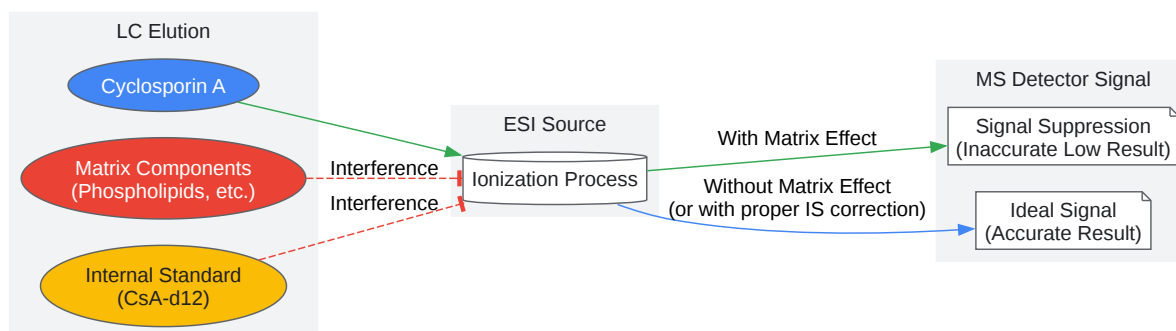 LC Elution
Cyclosporin A
Matrix Components
(Phospholipids, etc.)
Internal Standard
(CsA-d12)
Interference
Interference
ESI Source
Ionization Process
With Matrix Effect
Without Matrix Effect
(or with proper IS correction)
MS Detector Signal
Signal Suppression
(Inaccurate Low Result)
Ideal Signal
(Accurate Result)